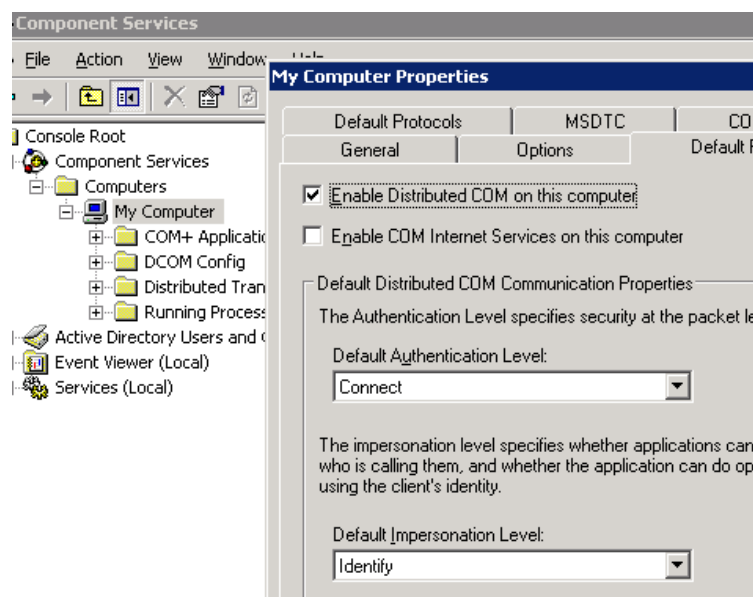 Component Services
File Action View Window
My Computer Properties
Default Protocols MSDTC CO
General Options Default
Console Root
Component Services
Computers
My Computer
COM+ Applicatio
DCOM Config
Distributed Tran
Running Process
Active Directory Users and
Event Viewer (Local)
Services (Local)
Enable Distributed COM on this computer
Enable COM Internet Services on this computer
Default Distributed COM Communication Properties
The Authentication Level specifies security at the packet le
Default Authentication Level:
Connect
The impersonation level specifies whether applications can
who is calling them, and whether the application can do op
using the client's identity.
Default Impersonation Level:
Identify